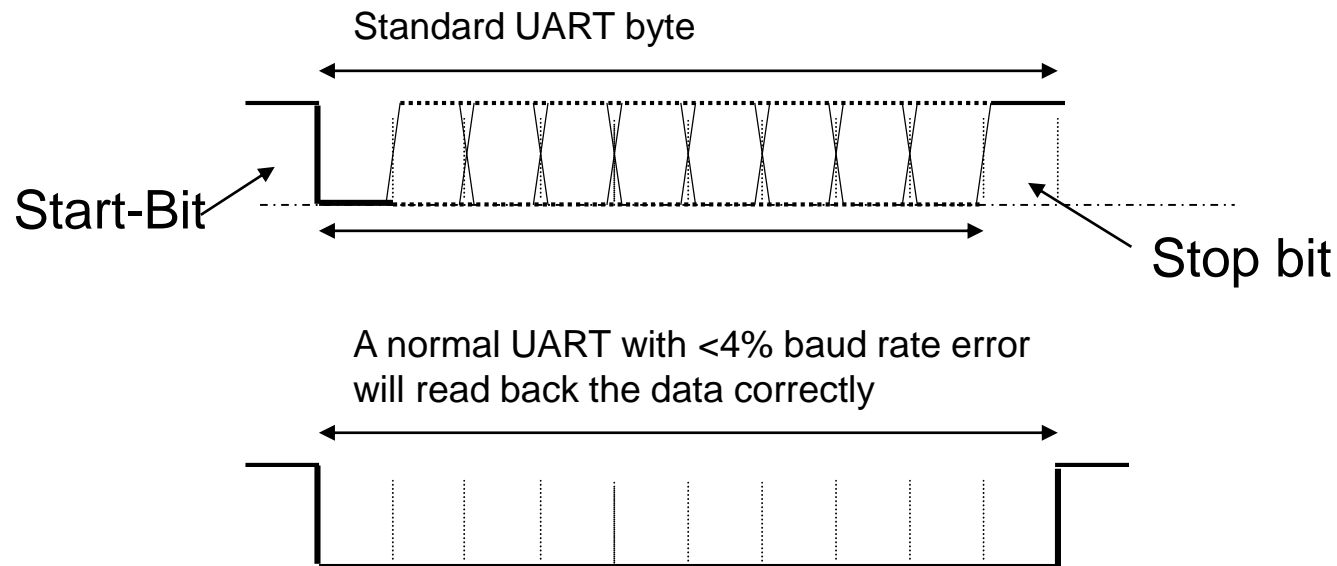 Standard UART byte
Start-Bit
Stop bit
A normal UART with <4% baud rate error
will read back the data correctly